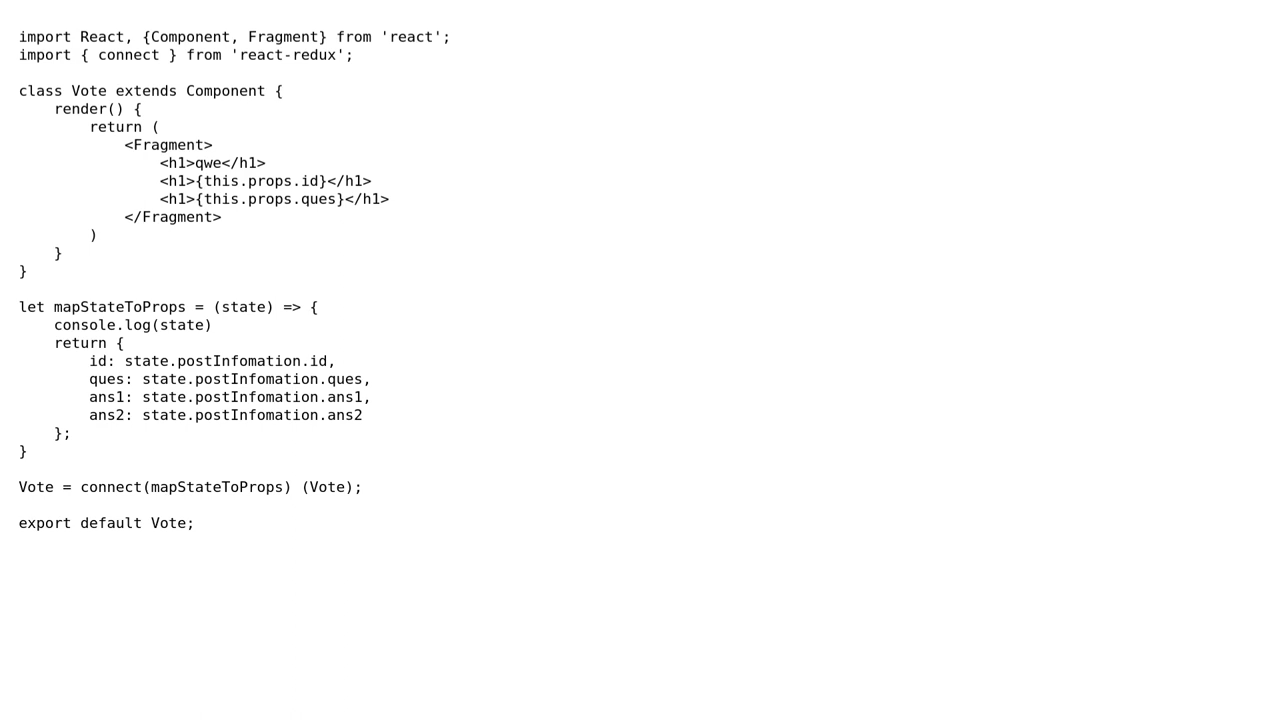 import React, {Component, Fragment} from 'react';
import { connect } from 'react-redux';

class Vote extends Component {
    render() {
        return (
            <Fragment>
                <h1>qwe</h1>
                <h1>{this.props.id}</h1>
                <h1>{this.props.ques}</h1>
            </Fragment>
        )
    }
}

let mapStateToProps = (state) => {
    console.log(state)
    return {
        id: state.postInfomation.id,
        ques: state.postInfomation.ques,
        ans1: state.postInfomation.ans1,
        ans2: state.postInfomation.ans2
    };
}

Vote = connect(mapStateToProps) (Vote);

export default Vote;